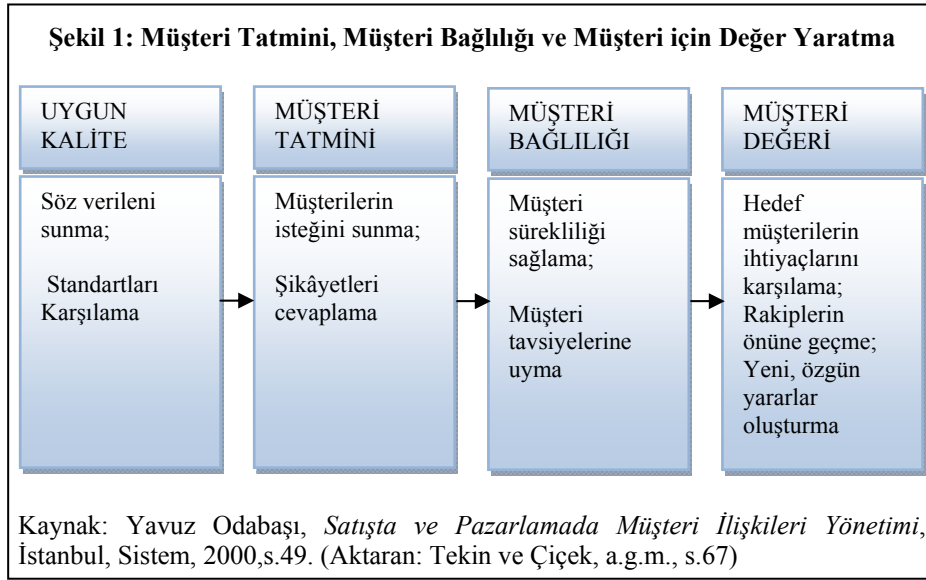 Şekil 1: Müşteri Tatmini, Müşteri Bağlılığı ve Müşteri için Değer Yaratma
UYGUN
KALİTE
Söz verileni
sunma;
Standartları
Karşılama
MÜŞTERİ
TATMİNİ
Müşterilerin
isteğini sunma;
Şikâyetleri
cevaplama
MÜŞTERİ
BAĞLILIĞI
Müşteri
sürekliliği
sağlama;
Müşteri
tavsiyelerine
uyma
MÜŞTERİ
DEĞERİ
Hedef
müşterilerin
ihtiyaçlarını
karşılama;
Rakiplerin
önüne geçme;
Yeni, özgün
yararlar
oluşturma
Kaynak: Yavuz Odabaşı, Satışta ve Pazarlamada Müşteri İlişkileri Yönetimi,
İstanbul, Sistem, 2000,s.49. (Aktaran: Tekin ve Çiçek, a.g.m., s.67)